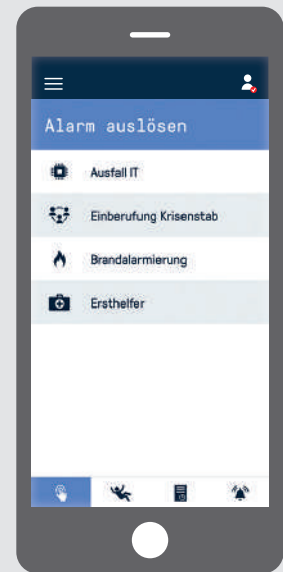 Alarm auslösen
Ausfall IT
Einberufung Krisenstab
Brandalarmierung
Ersthelfer